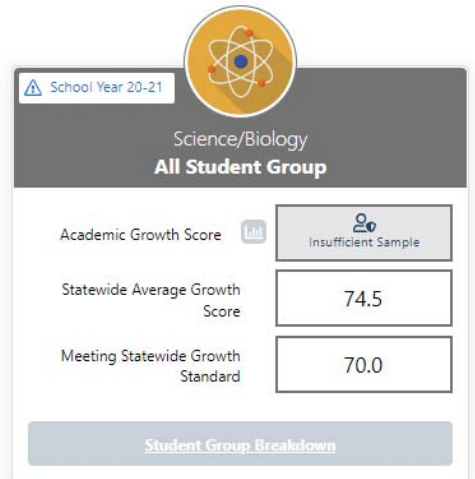 School Year 20-21
Science/Biology
All Student Group
Academic Growth Score
Insufficient Sample
Statewide Average Growth
Score
74.5
Meeting Statewide Growth
Standard
70.0
Student Group Breakdown